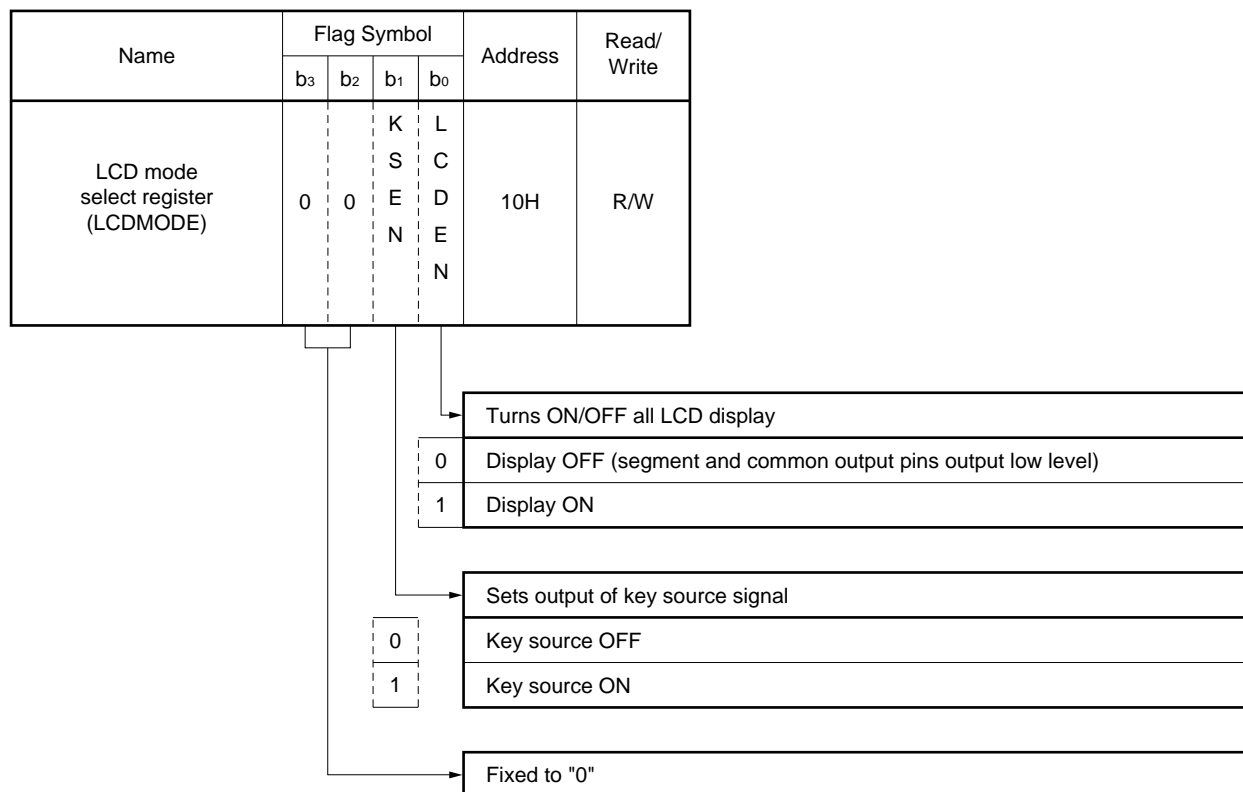 Name
Flag Symbol
Address
Read/
Write
b3 b2 b1 b0
LCD mode
select register
(LCDMODE)
0 0
K
S
E
N
L
C
D
E
N
10H
R/W
Turns ON/OFF all LCD display
0 Display OFF (segment and common output pins output low level)
1 Display ON
Sets output of key source signal
0 Key source OFF
1 Key source ON
Fixed to "0"